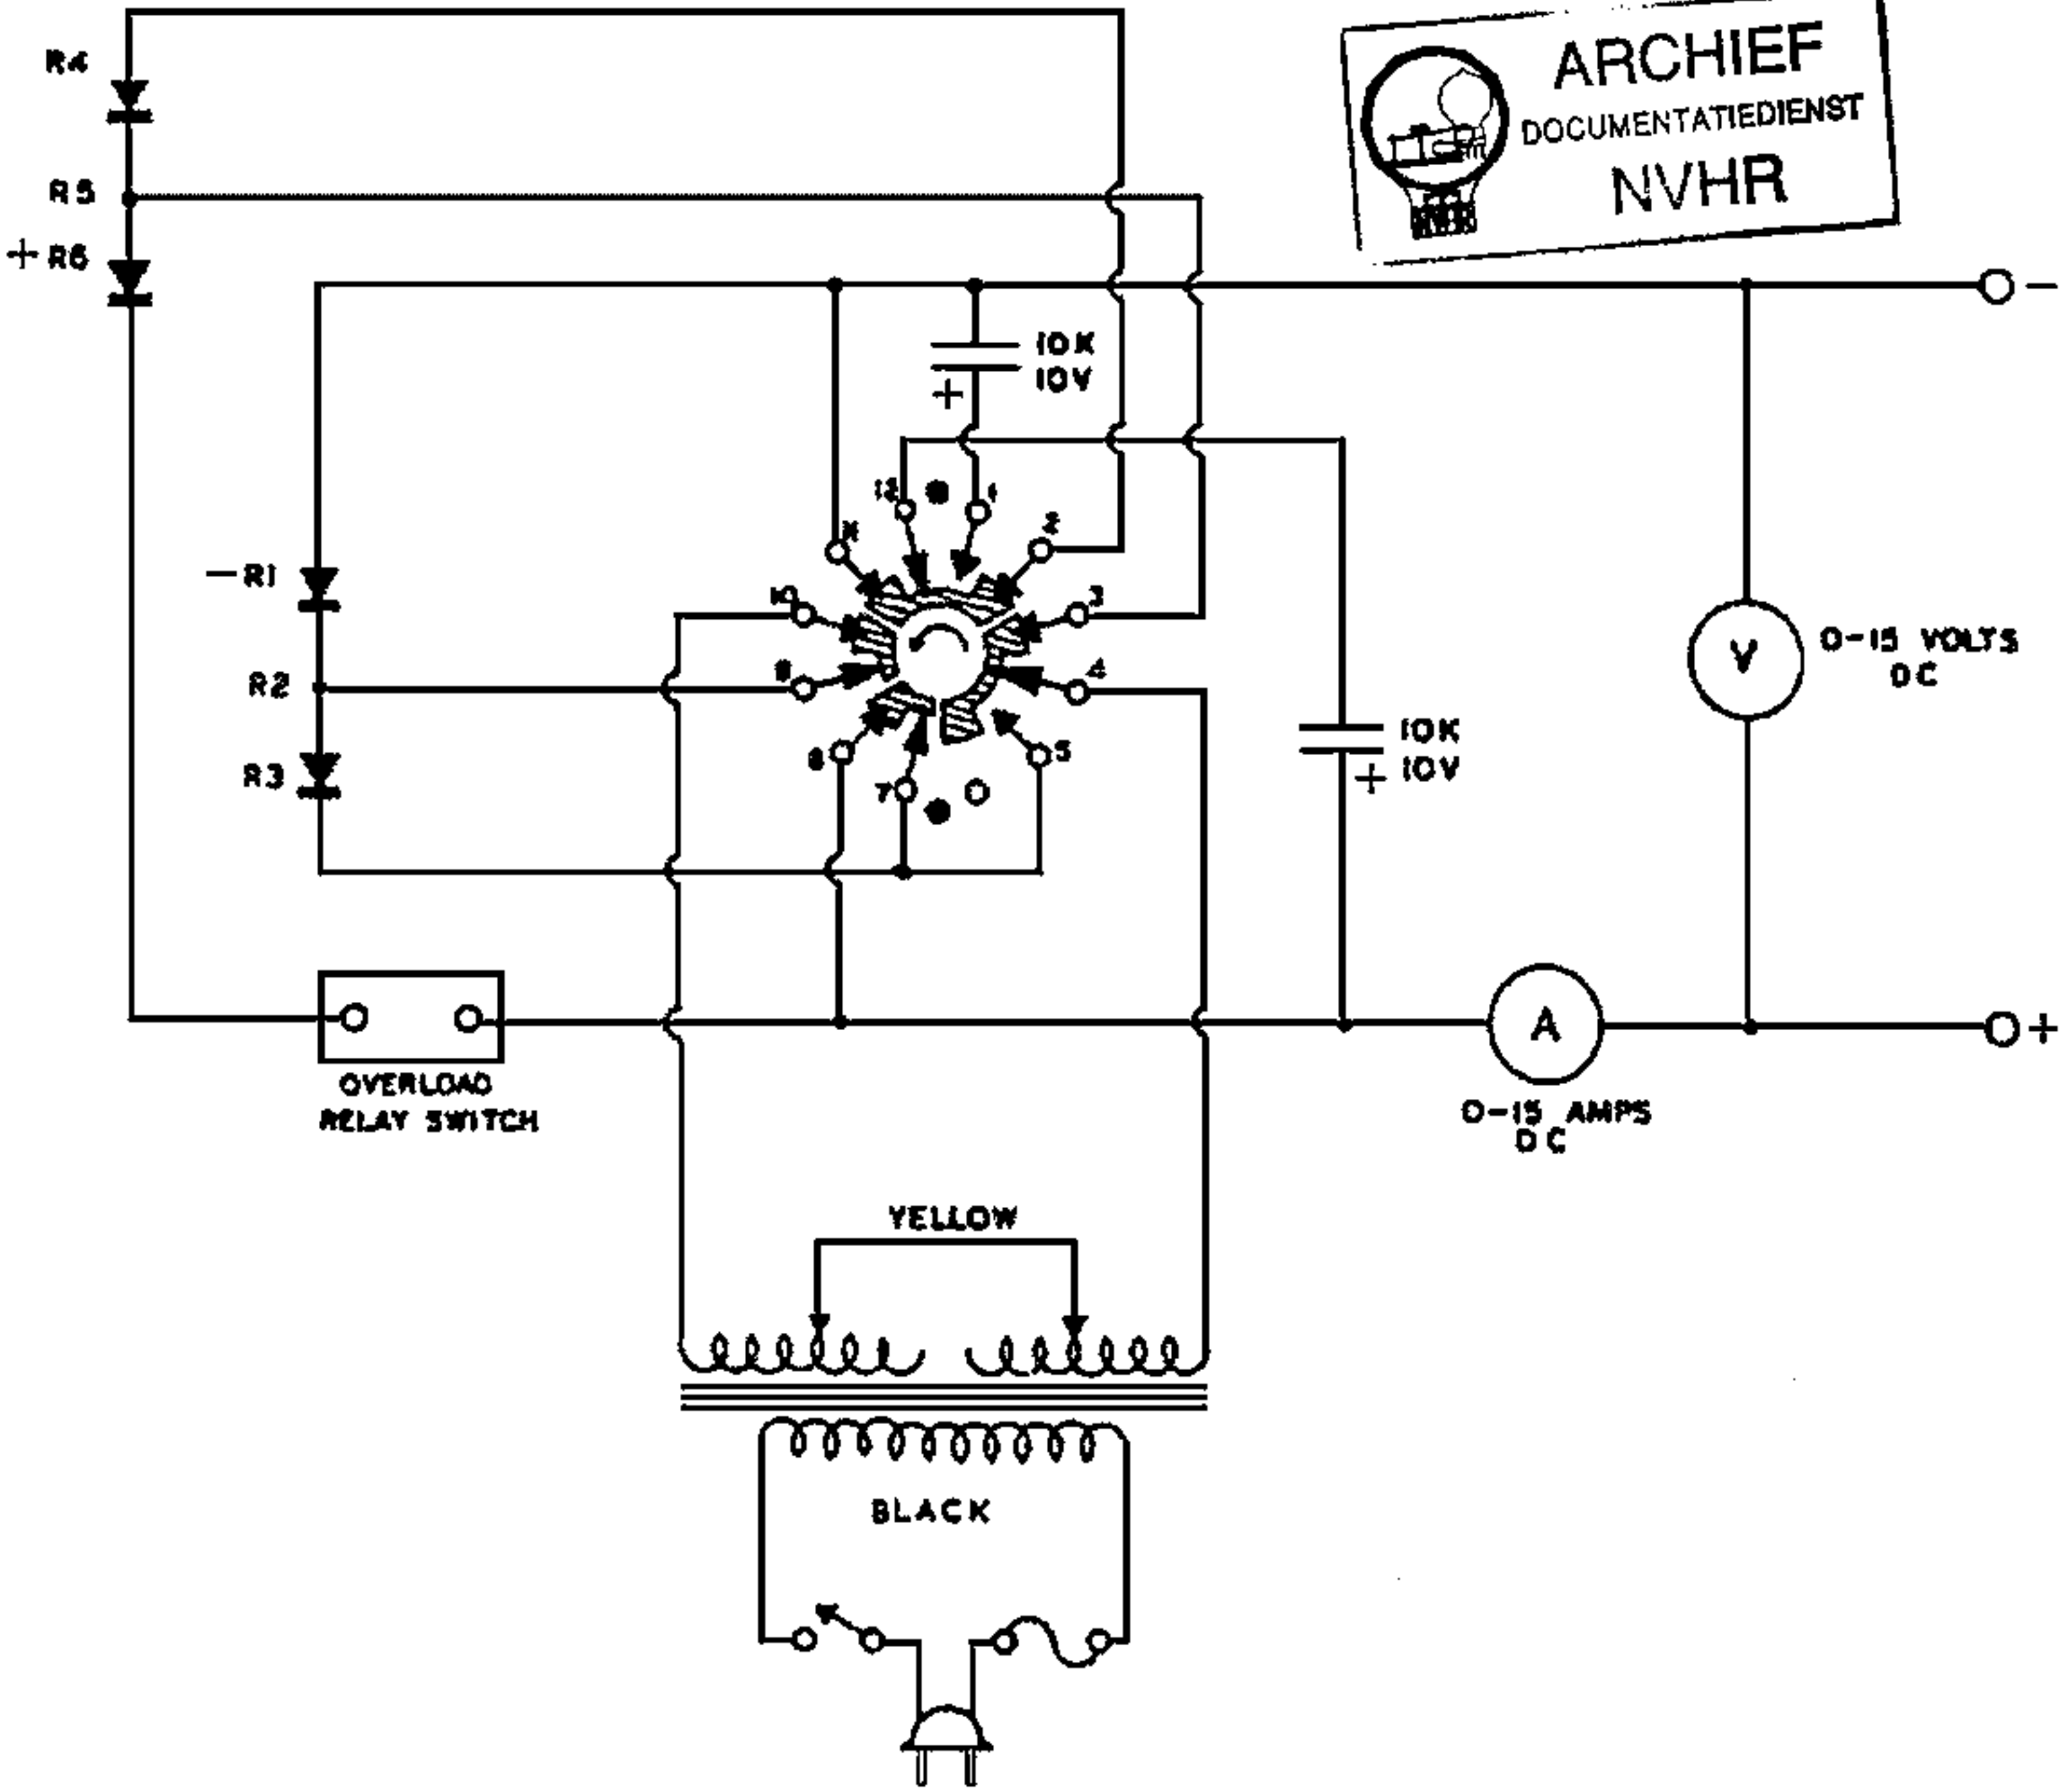 R4
R5
+ R6
ARCHIEF
DOCUMENTATIEDIENST
NVHR
−
10K
10V
+
12
1
2
3
10
4
9
5
8
7
− R1
R2
R3
V
0-15 VOLTS
DC
10K
+ 10V
OVERLOAD
RELAY SWITCH
A
+
0-15 AMPS
DC
YELLOW
BLACK